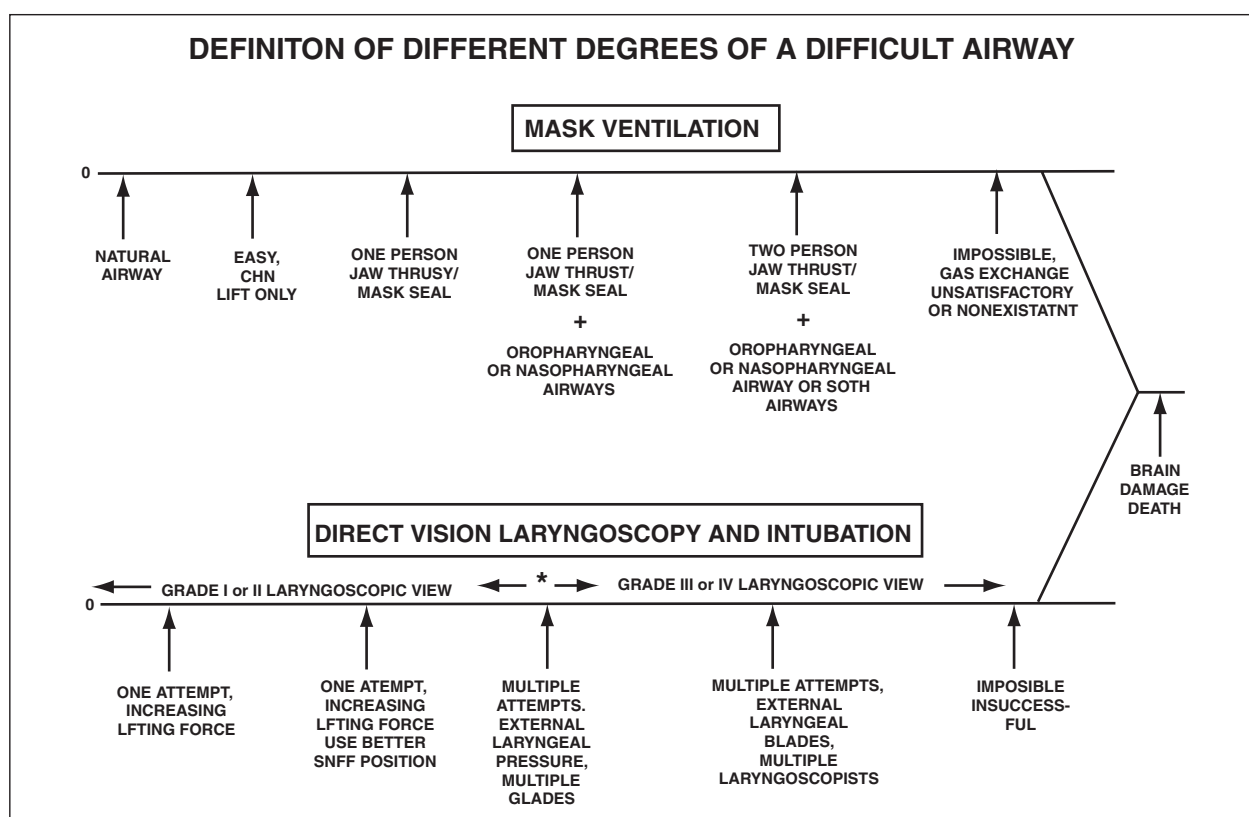 DEFINITON OF DIFFERENT DEGREES OF A DIFFICULT AIRWAY
MASK VENTILATION
0
NATURAL
AIRWAY
EASY,
CHN
LIFT ONLY
ONE PERSON
JAW THRUSY/
MASK SEAL
ONE PERSON
JAW THRUST/
MASK SEAL
+
OROPHARYNGEAL
OR NASOPHARYNGEAL
AIRWAYS
TWO PERSON
JAW THRUST/
MASK SEAL
+
OROPHARYNGEAL
OR NASOPHARYNGEAL
AIRWAY OR SOTH
AIRWAYS
IMPOSSIBLE,
GAS EXCHANGE
UNSATISFACTORY
OR NONEXISTATNT
BRAIN
DAMAGE
DEATH
DIRECT VISION LARYNGOSCOPY AND INTUBATION
GRADE I or II LARYNGOSCOPIC VIEW
*
GRADE III or IV LARYNGOSCOPIC VIEW
0
ONE ATTEMPT,
INCREASING
LFTING FORCE
ONE ATEMPT,
INCREASING
LFTING FORCE
USE BETTER
SNFF POSITION
MULTIPLE
ATTEMPTS.
EXTERNAL
LARYNGEAL
PRESSURE,
MULTIPLE
GLADES
MULTIPLE ATTEMPTS,
EXTERNAL
LARYNGEAL
BLADES,
MULTIPLE
LARYNGOSCOPISTS
IMPOSIBLE
INSUCCESS-
FUL